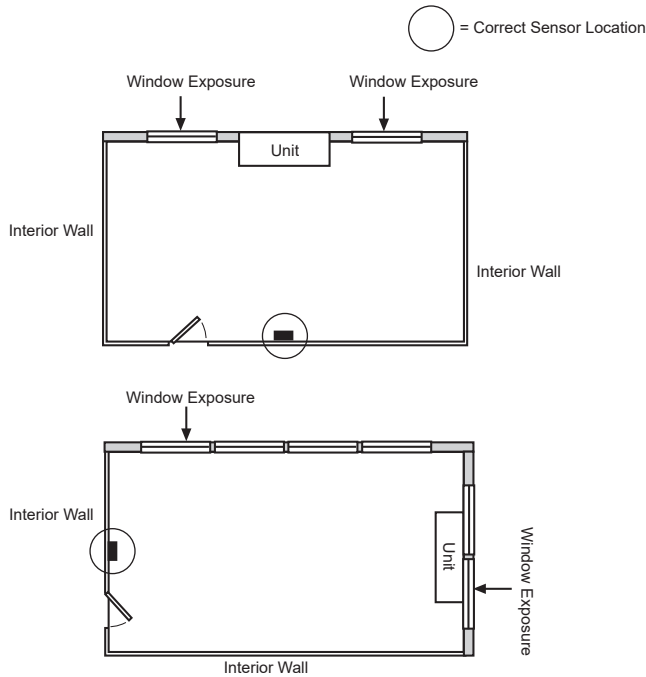 = Correct Sensor Location
Window Exposure
Window Exposure
Unit
Interior Wall
Interior Wall
Window Exposure
Interior Wall
Unit
Window Exposure
Interior Wall